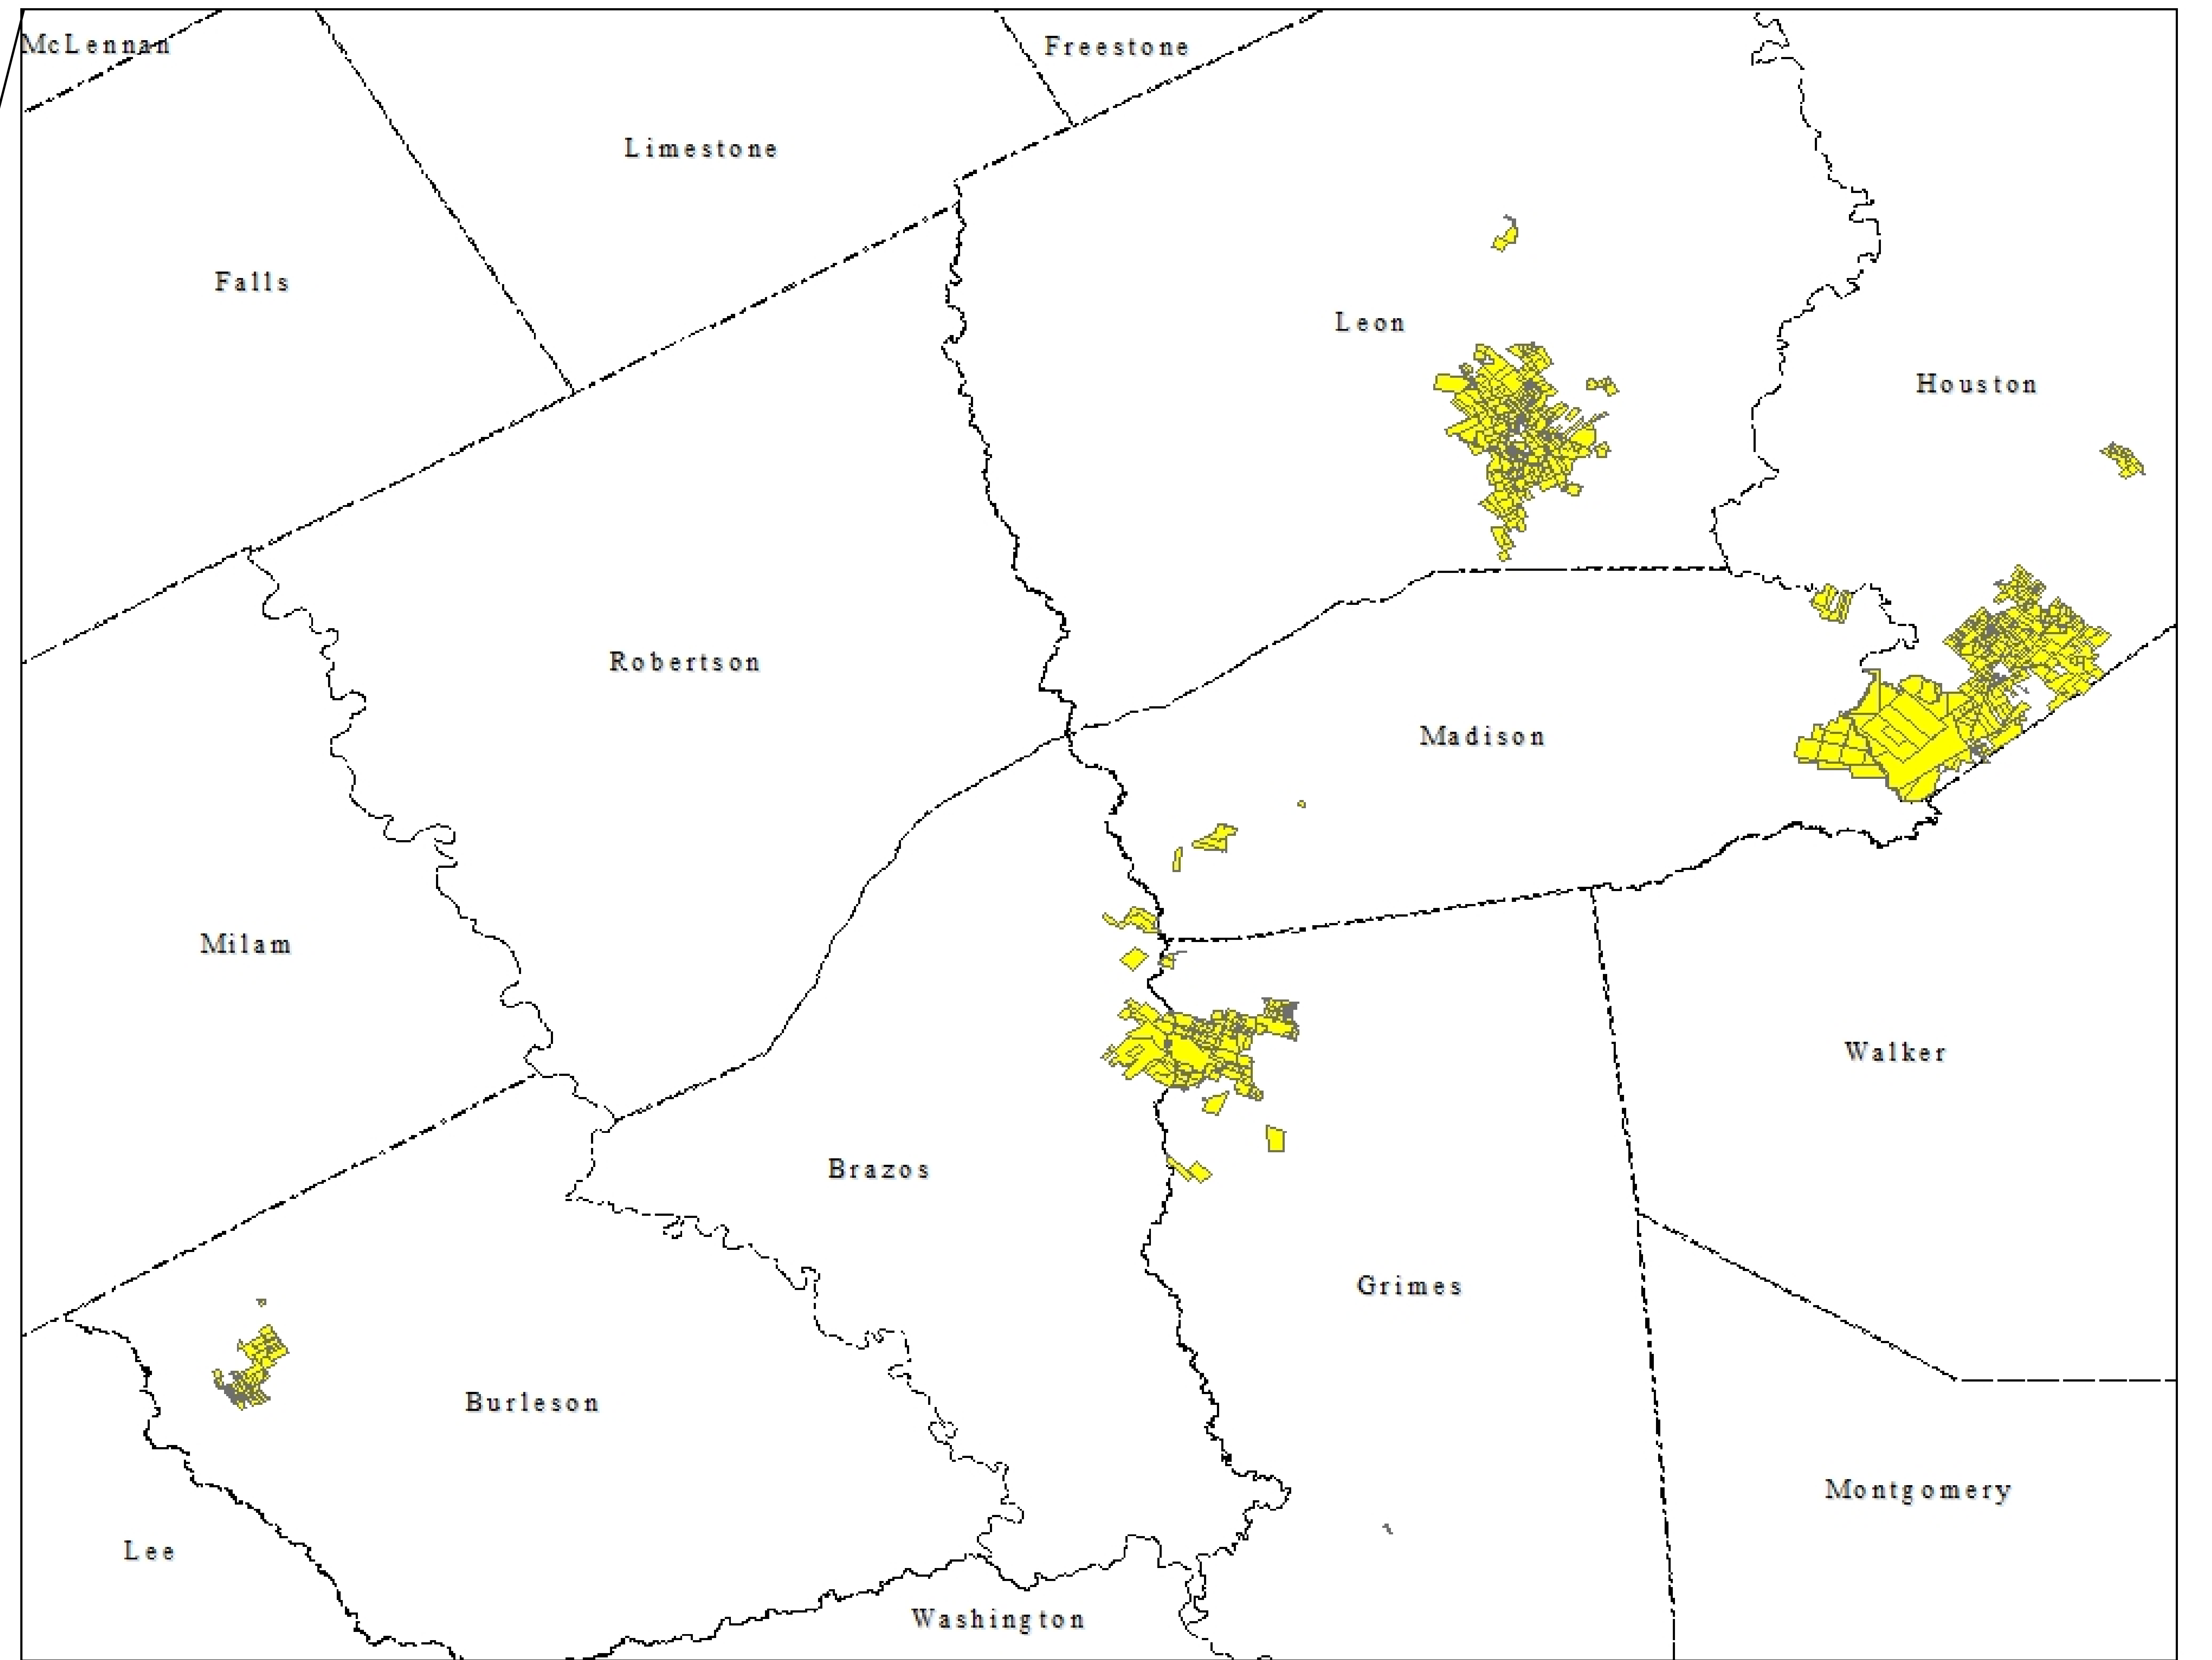 McLennan
Freestone
Limestone
Falls
Leon
Houston
Robertson
Madison
Milam
Walker
Brazos
Grimes
Burleson
Montgomery
Lee
Washington